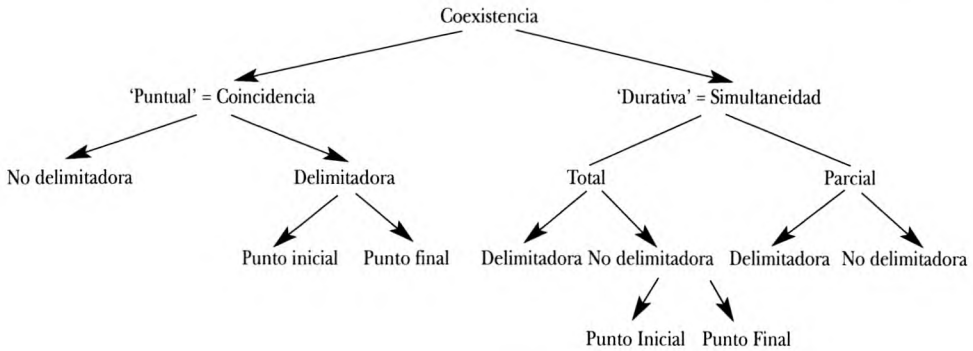 Coexistencia
‘Puntual’ = Coincidencia ‘Durativa’ = Simultaneidad
No delimitadora Delimitadora Total Parcial
Punto inicial Punto final Delimitadora No delimitadora Delimitadora No delimitadora
Punto Inicial Punto Final